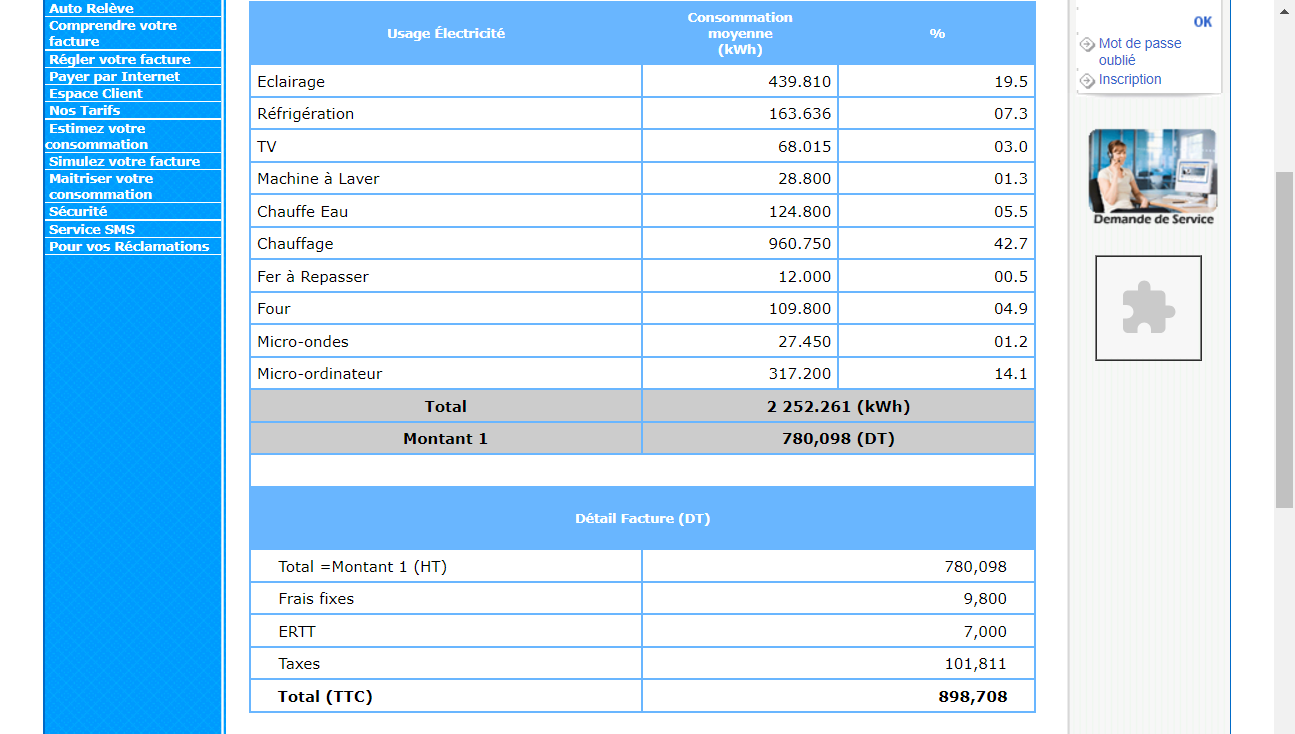 Auto Relève
Comprendre votre
facture
Régler votre facture
Payer par Internet
Espace Client
Nos Tarifs
Estimez votre
consommation
Simulez votre facture
Maitriser votre
consommation
Sécurité
Service SMS
Pour vos Réclamations
Usage Électricité
Consommation
moyenne
(kWh)
%
Eclairage 439.810 19.5
Réfrigération 163.636 07.3
TV 68.015 03.0
Machine à Laver 28.800 01.3
Chauffe Eau 124.800 05.5
Chauffage 960.750 42.7
Fer à Repasser 12.000 00.5
Four 109.800 04.9
Micro-ondes 27.450 01.2
Micro-ordinateur 317.200 14.1
Total 2 252.261 (kWh)
Montant 1 780,098 (DT)
Détail Facture (DT)
Total =Montant 1 (HT) 780,098
Frais fixes 9,800
ERTT 7,000
Taxes 101,811
Total (TTC) 898,708
OK
Mot de passe
oublié
Inscription
Demande de Service